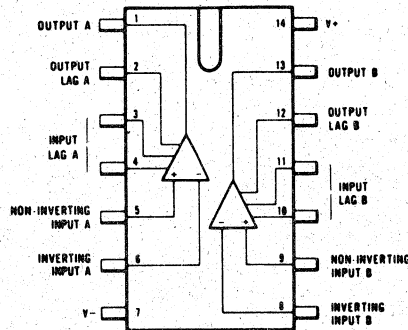 OUTPUT A
1
14
V+
OUTPUT
LAG A
2
13
OUTPUT B
3
12
OUTPUT
LAG B
INPUT
LAG A
4
11
INPUT
LAG B
+ -
NON-INVERTING
INPUT A
5
10
- +
INVERTING
INPUT A
6
9
NON-INVERTING
INPUT B
V-
7
8
INVERTING
INPUT B